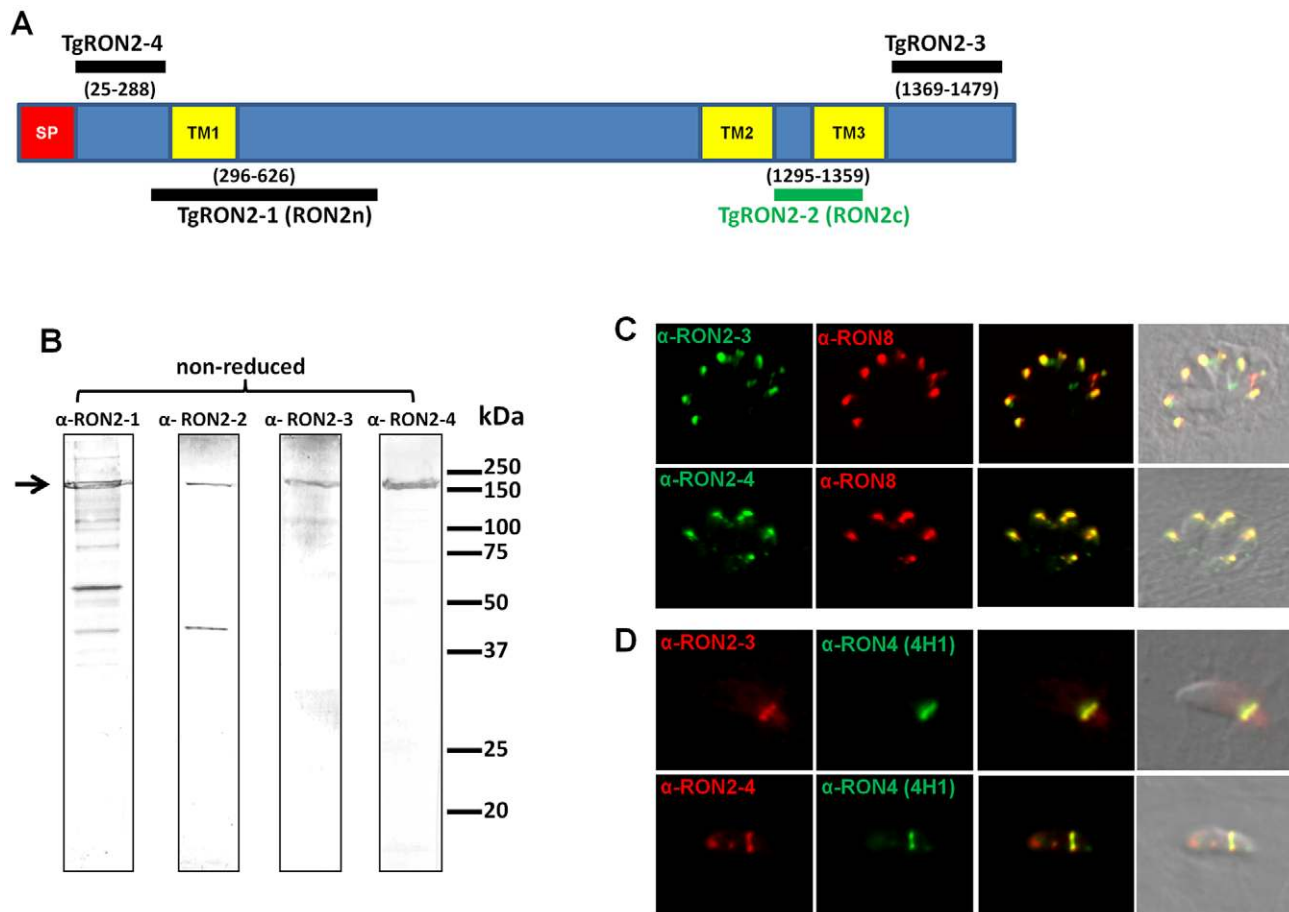 A
TgRON2-4
TgRON2-3
(25-288)
(1369-1479)
SP
TM1
TM2
TM3
(296-626)
(1295-1359)
TgRON2-1 (RON2n)
TgRON2-2 (RON2c)
B
non-reduced
α-RON2-1 α- RON2-2 α- RON2-3 α- RON2-4
kDa
250
150
100
75
50
37
25
20
C
α-RON2-3
α-RON8
α-RON2-4
α-RON8
D
α-RON2-3
α-RON4 (4H1)
α-RON2-4
α-RON4 (4H1)